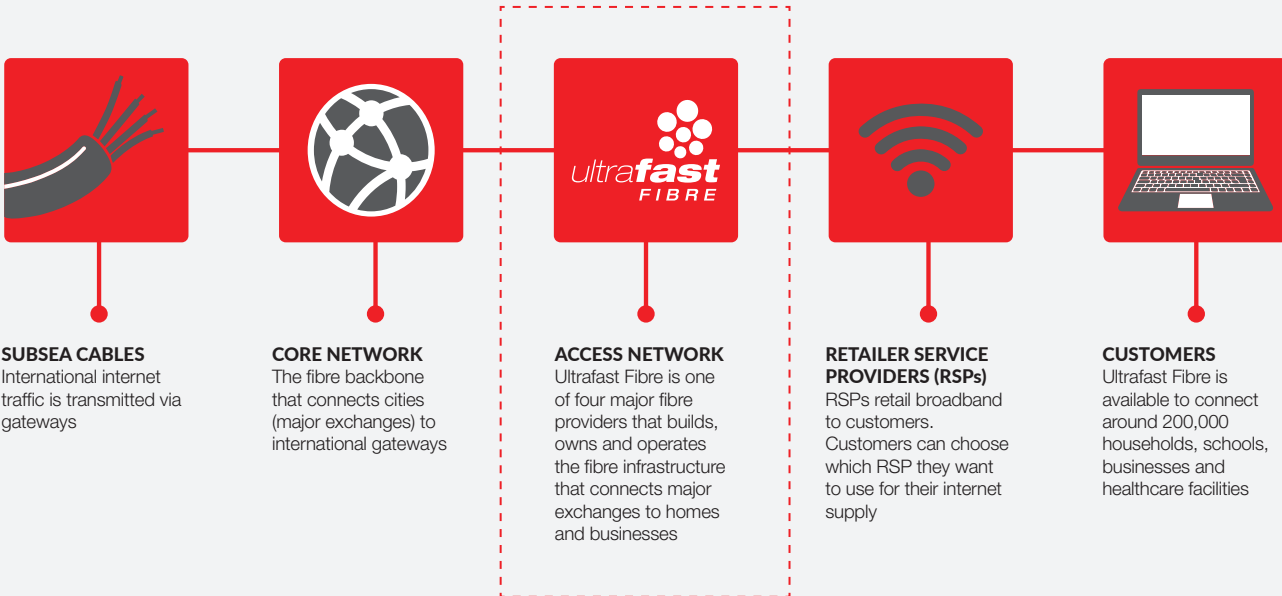 ultrafast
FIBRE
SUBSEA CABLES
International internet
traffic is transmitted via
gateways
CORE NETWORK
The fibre backbone
that connects cities
(major exchanges) to
international gateways
ACCESS NETWORK
Ultrafast Fibre is one
of four major fibre
providers that builds,
owns and operates
the fibre infrastructure
that connects major
exchanges to homes
and businesses
RETAILER SERVICE
PROVIDERS (RSPs)
RSPs retail broadband
to customers.
Customers can choose
which RSP they want
to use for their internet
supply
CUSTOMERS
Ultrafast Fibre is
available to connect
around 200,000
households, schools,
businesses and
healthcare facilities